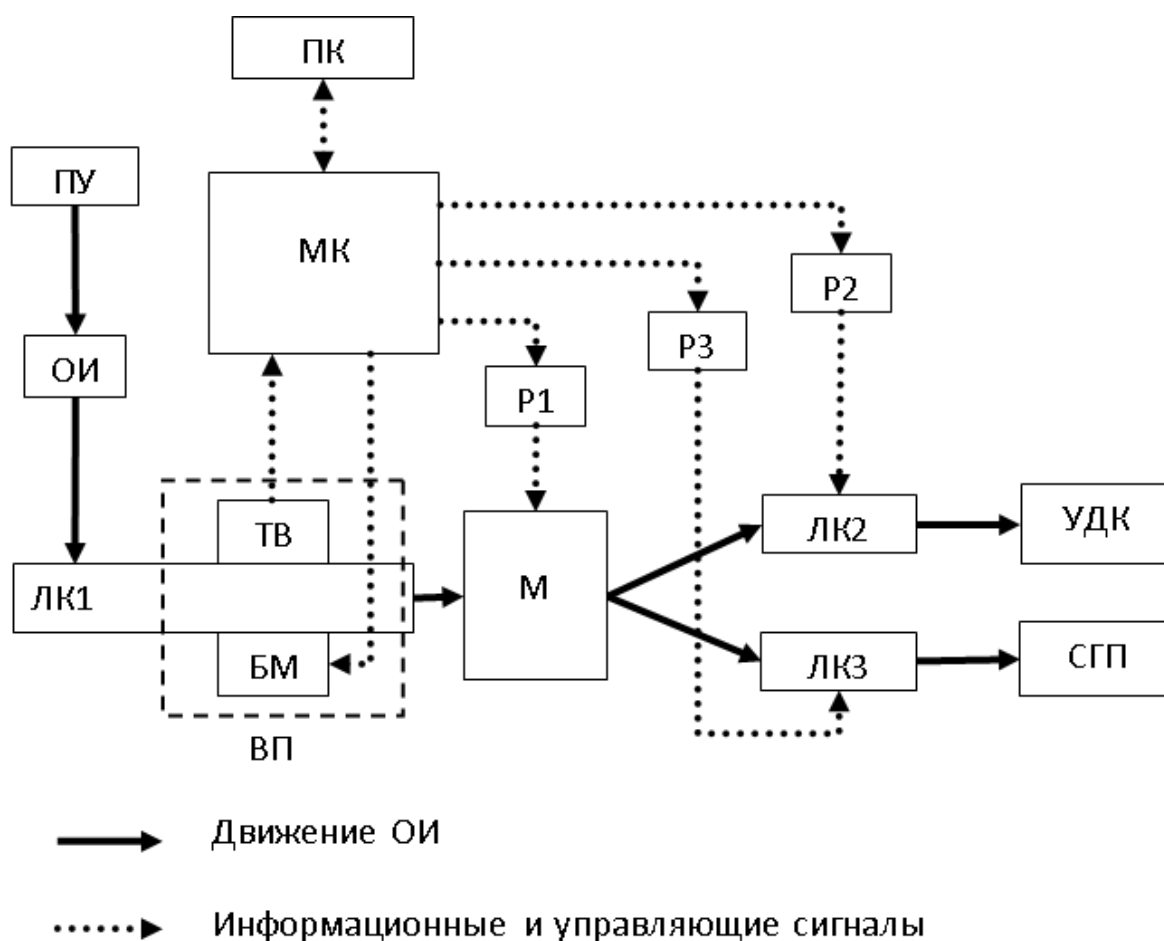 ПК
ПУ
МК
Р2
ОИ
Р3
Р1
ТВ
ЛК2
УДК
ЛК1
М
БМ
ЛК3
СГП
ВП
Движение ОИ
Информационные и управляющие сигналы